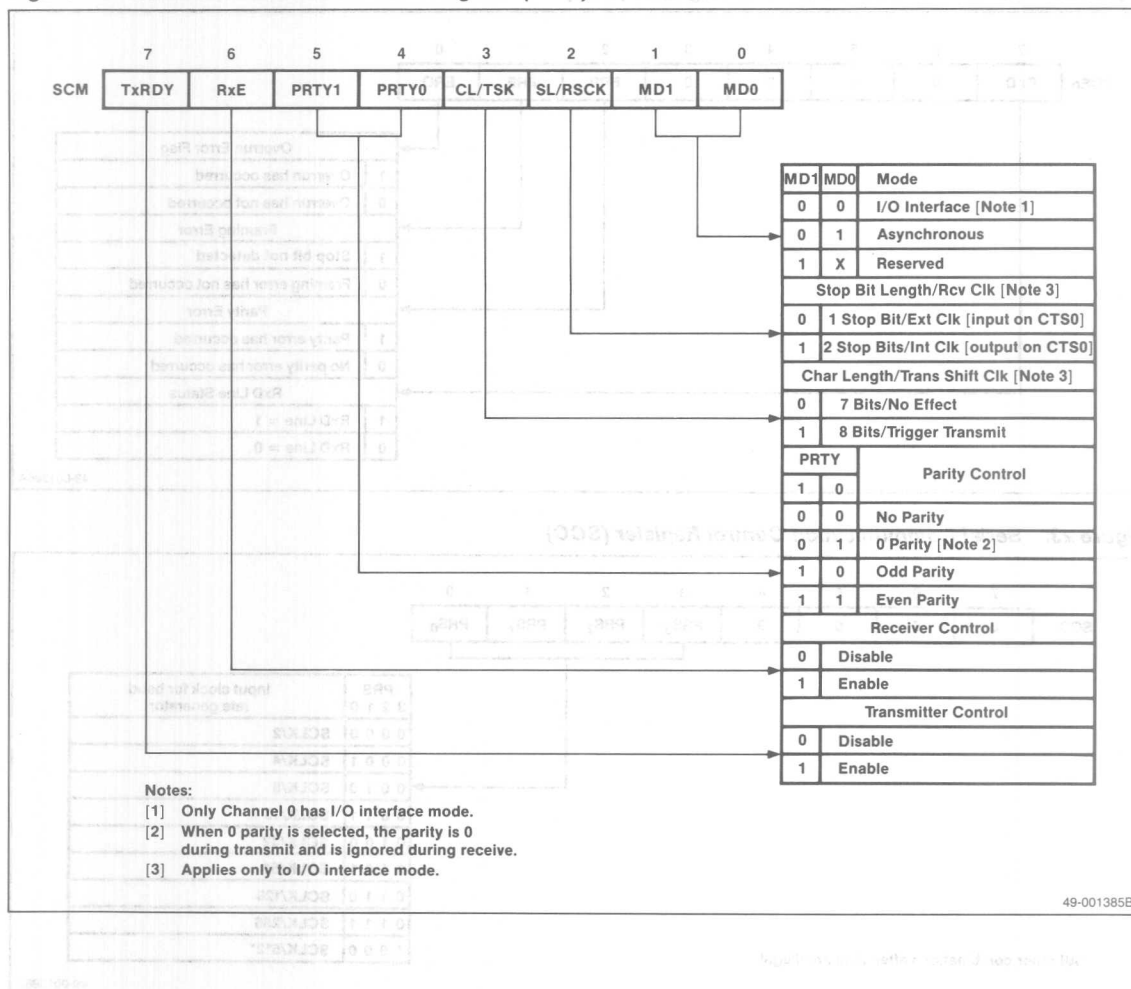 7 6 5 4 3 2 1 0
SCM TxRDY RxE PRTY1 PRTY0 CL/TSK SL/RSCK MD1 MD0
MD1 MD0 Mode
0 0 I/O Interface [Note 1]
0 1 Asynchronous
1 X Reserved
Stop Bit Length/Rcv Clk [Note 3]
0 1 Stop Bit/Ext Clk [input on CTS0]
1 2 Stop Bits/Int Clk [output on CTS0]
Char Length/Trans Shift Clk [Note 3]
0 7 Bits/No Effect
1 8 Bits/Trigger Transmit
PRTY Parity Control
1 0
0 0 No Parity
0 1 0 Parity [Note 2]
1 0 Odd Parity
1 1 Even Parity
Receiver Control
0 Disable
1 Enable
Transmitter Control
0 Disable
1 Enable
Notes:
[1] Only Channel 0 has I/O interface mode.
[2] When 0 parity is selected, the parity is 0
during transmit and is ignored during receive.
[3] Applies only to I/O interface mode.
49-001385B